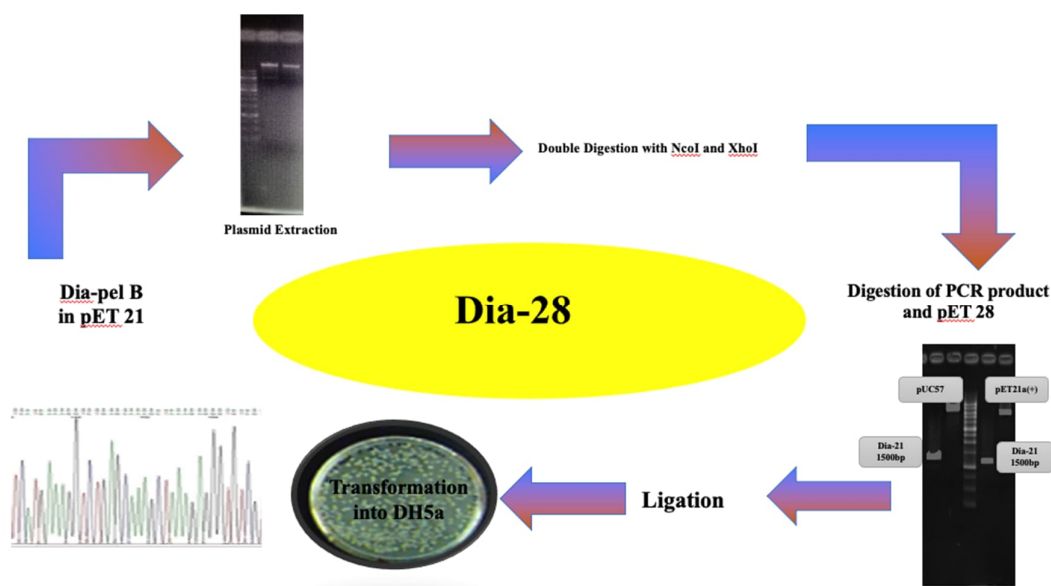 Plasmid Extraction
Double Digestion with NcoI and XhoI
Dia-pel B
in pET 21
Dia-28
Digestion of PCR product
and pET 28
pUC57
pET21a(+)
Dia-21
1500bp
Dia-21
1500bp
Ligation
Transformation
into DH5a